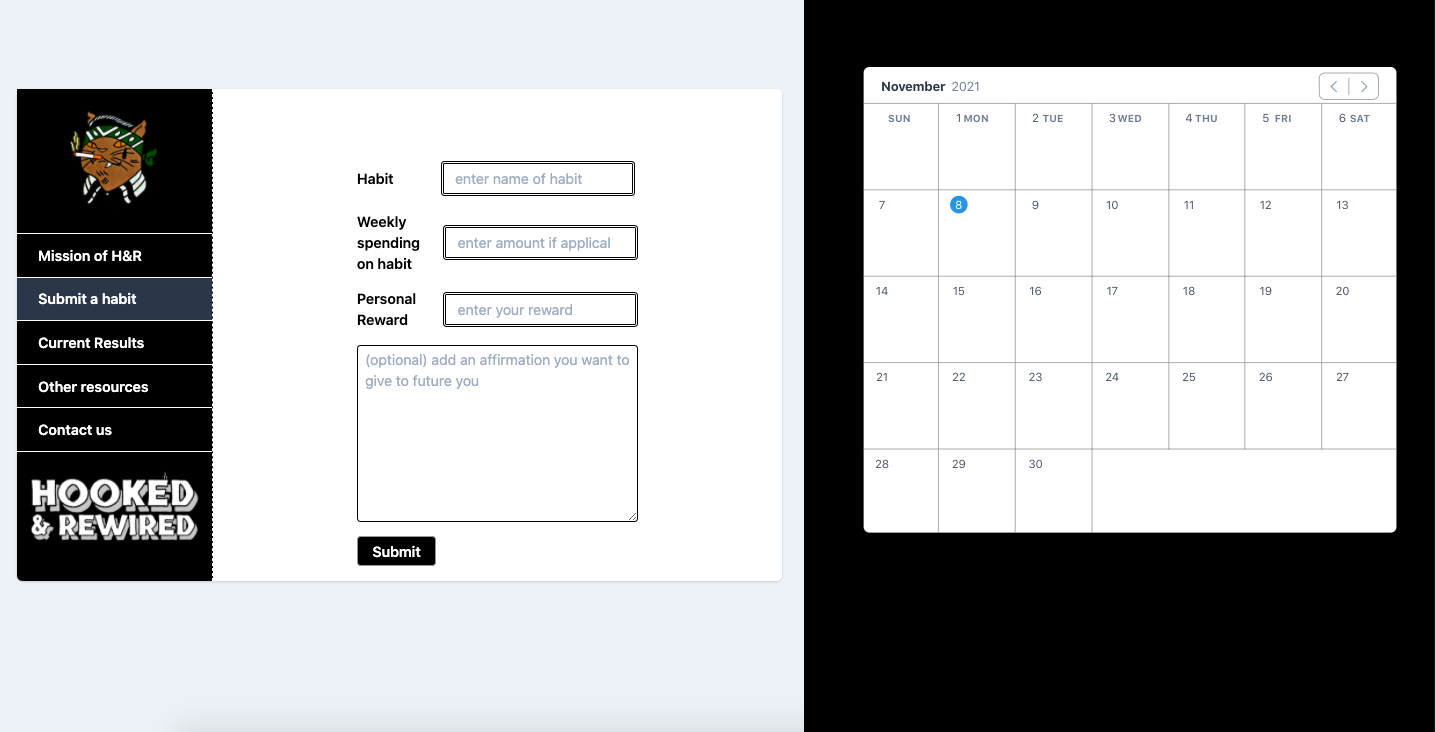 Mission of H&R
Submit a habit
Current Results
Other resources
Contact us
HOOKED
& REWIRED
Habit
enter name of habit
Weekly
spending
on habit
enter amount if applical
Personal
Reward
enter your reward
(optional) add an affirmation you want to
give to future you
Submit
November 2021
SUN 1 MON 2 TUE 3 WED 4 THU 5 FRI 6 SAT
7 8 9 10 11 12 13
14 15 16 17 18 19 20
21 22 23 24 25 26 27
28 29 30